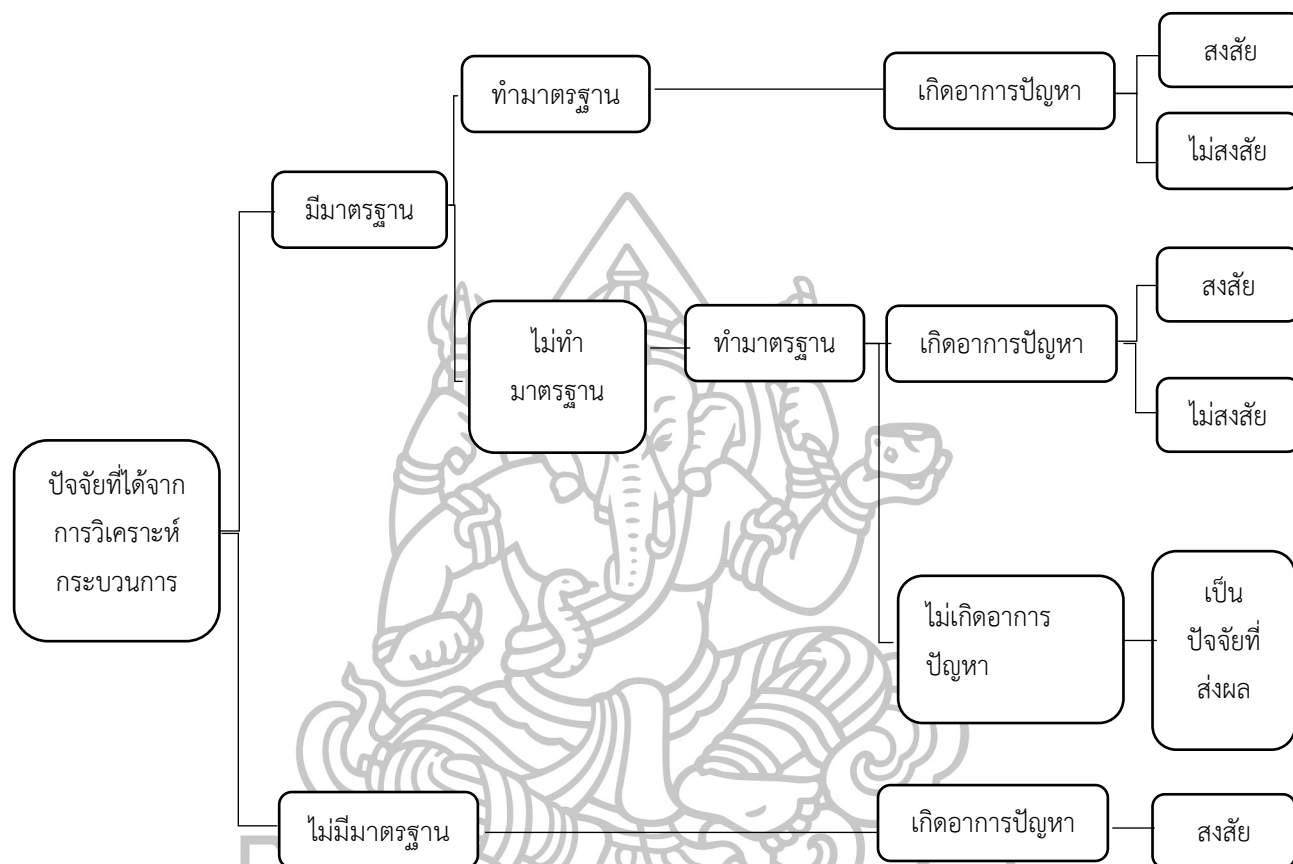 สงสัย
ทำมาตรฐาน
เกิดอาการปัญหา
ไม่สงสัย
มีมาตรฐาน
สงสัย
ไม่ทำ
มาตรฐาน
ทำมาตรฐาน
เกิดอาการปัญหา
ไม่สงสัย
ปัจจัยที่ได้จาก
การวิเคราะห์
กระบวนการ
ไม่เกิดอาการ
ปัญหา
เป็น
ปัจจัยที่
ส่งผล
ไม่มีมาตรฐาน
เกิดอาการปัญหา
สงสัย